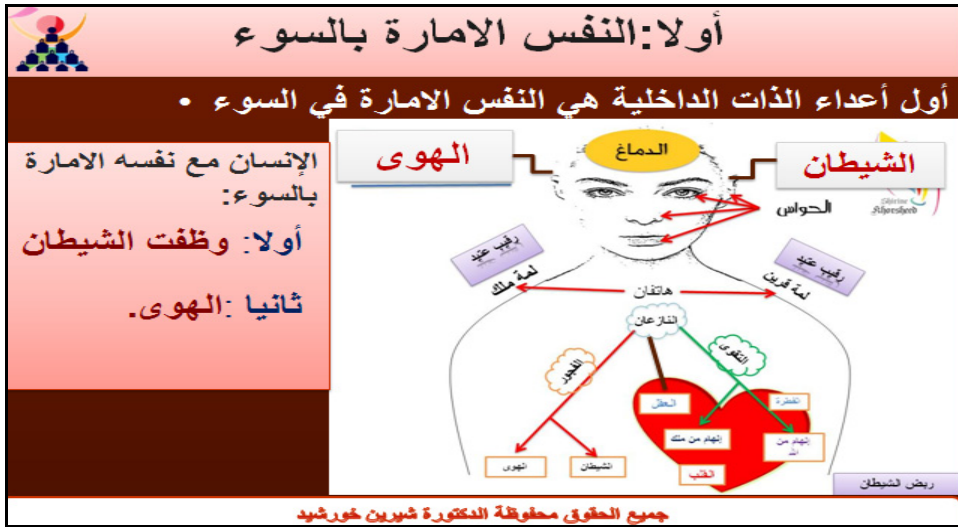 أولا:النفس الامارة بالسوء
أول أعداء الذات الداخلية هي النفس الامارة في السوء •
الإنسان مع نفسه الامارة
بالسوء:
أولا: وظفت الشيطان
ثانيا :الهوى.
الشيطان
الدماغ
الهوى
Shirine
Khorsheed
الحواس
رقيب عتيد
رقيب عتيد
لمة قرين
هاتفان
لمة ملك
النازعان
التقوى
الفجور
الفطرة
العقل
إلهام من
الله
إلهام من ملك
القلب
الشيطان
الهوى
ربض الشيطان
جميع الحقوق محفوظة الدكتورة شيرين خورشيد